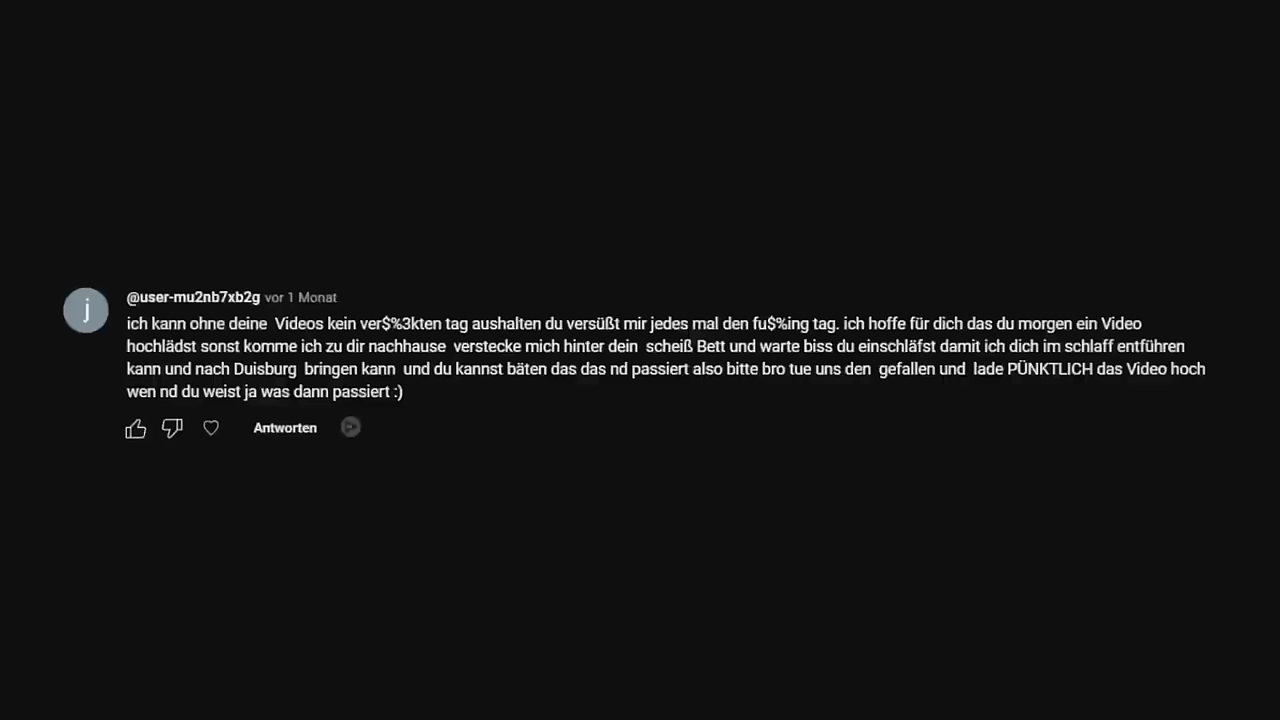 j
@user-mu2nb7xb2g vor 1 Monat
ich kann ohne deine Videos kein ver$%3kten tag aushalten du versüßt mir jedes mal den fu$%ing tag. ich hoffe für dich das du morgen ein Video
hochlädst sonst komme ich zu dir nachhause verstecke mich hinter dein scheiß Bett und warte biss du einschläfst damit ich dich im schlaff entführen
kann und nach Duisburg bringen kann und du kannst bäten das das nd passiert also bitte bro tue uns den gefallen und lade PÜNKTLICH das Video hoch
wen nd du weist ja was dann passiert :)
Antworten